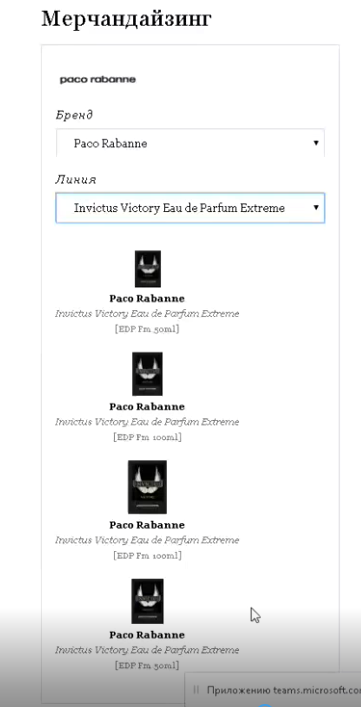 Мерчандайзинг
paco rabanne
Бренд
Paco Rabanne
Линия
Invictus Victory Eau de Parfum Extreme
Paco Rabanne
Invictus Victory Eau de Parfum Extreme
[EDP Fm 50ml]
Paco Rabanne
Invictus Victory Eau de Parfum Extreme
[EDP Fm 100ml]
Paco Rabanne
Invictus Victory Eau de Parfum Extreme
[EDP Fm 100ml]
Paco Rabanne
Invictus Victory Eau de Parfum Extreme
[EDP Fm 50ml]
Приложению teams.microsoft.co